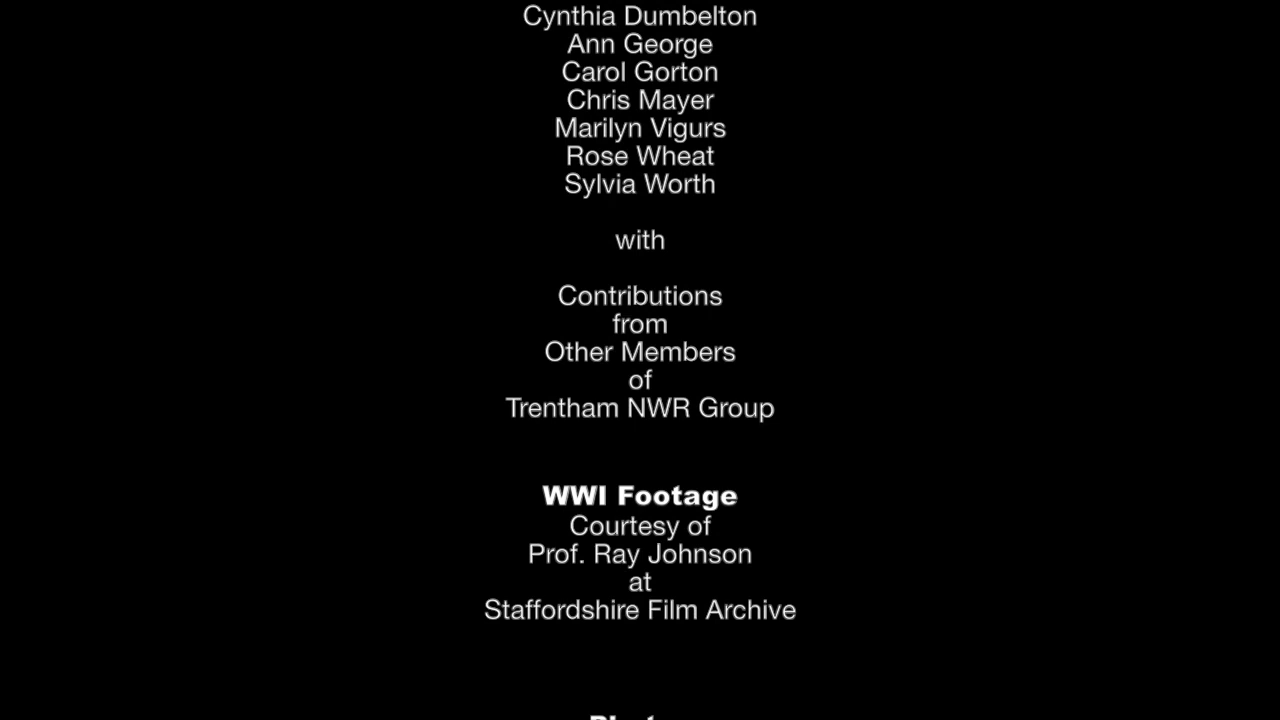 Cynthia Dumbelton
Ann George
Carol Gorton
Chris Mayer
Marilyn Vigurs
Rose Wheat
Sylvia Worth
with
Contributions
from
Other Members
of
Trentham NWR Group
WWI Footage
Courtesy of
Prof. Ray Johnson
at
Staffordshire Film Archive